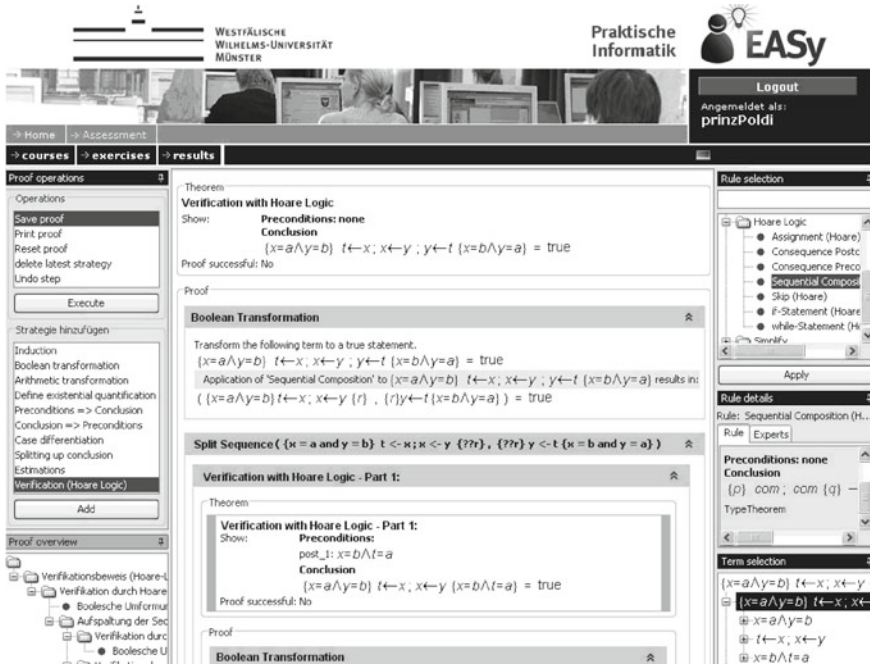 WESTFÄLISCHE
WILHELMS-UNIVERSITÄT
MÜNSTER
Praktische
Informatik
EASy
Logout
Angemeldet als:
prinzPoldi
Home
Assessment
courses
exercises
results
Proof operations
Operations
Save proof
Print proof
Reset proof
delete latest strategy
Undo step
Execute
Strategie hinzufügen
Induction
Boolean transformation
Arithmetic transformation
Define existential quantification
Preconditions => Conclusion
Conclusion => Preconditions
Case differentiation
Splitting up conclusion
Estimations
Verification (Hoare Logic)
Add
Proof overview
Verifikationsbeweis (Hoare-L
Verifikation durch Hoare
Boolesche Umformur
Aufspaltung der Sec
Verifikation durc
Boolesche U
Theorem
Verification with Hoare Logic
Show: Preconditions: none
Conclusion
{x=a∧y=b} t←x; x←y ; y←t {x=b∧y=a} = true
Proof successful: No
Proof
Boolean Transformation
Transform the following term to a true statement.
{x=a∧y=b} t←x; x←y ; y←t {x=b∧y=a} = true
Application of 'Sequential Composition' to {x=a∧y=b} t←x; x←y ; y←t {x=b∧y=a} results in:
( {x=a∧y=b} t←x; x←y {r} , {r}y←t{x=b∧y=a} ) = true
Split Sequence( {x = a and y = b} t <- x; x <- y {??r}, {??r} y <- t {x = b and y = a} )
Verification with Hoare Logic - Part 1:
Theorem
Verification with Hoare Logic - Part 1:
Show: Preconditions:
post_1: x=b∧t=a
Conclusion
{x=a∧y=b} t←x; x←y {x=b∧t=a} = true
Proof successful: No
Proof
Boolean Transformation
Rule selection
Hoare Logic
Assignment (Hoare)
Consequence Postc
Consequence Preco
Sequential Composi
Skip (Hoare)
if-Statement (Hoare
while-Statement (H
Simplify
Apply
Rule details
Rule: Sequential Composition (H...
Rule
Experts
Preconditions: none
Conclusion
{p} com ; com {q} —
TypeTheorem
Term selection
{x=a∧y=b} t←x; x←y
{x=a∧y=b} t←x; x←
x=a∧y=b
t←x; x←y
x=b∧t=a